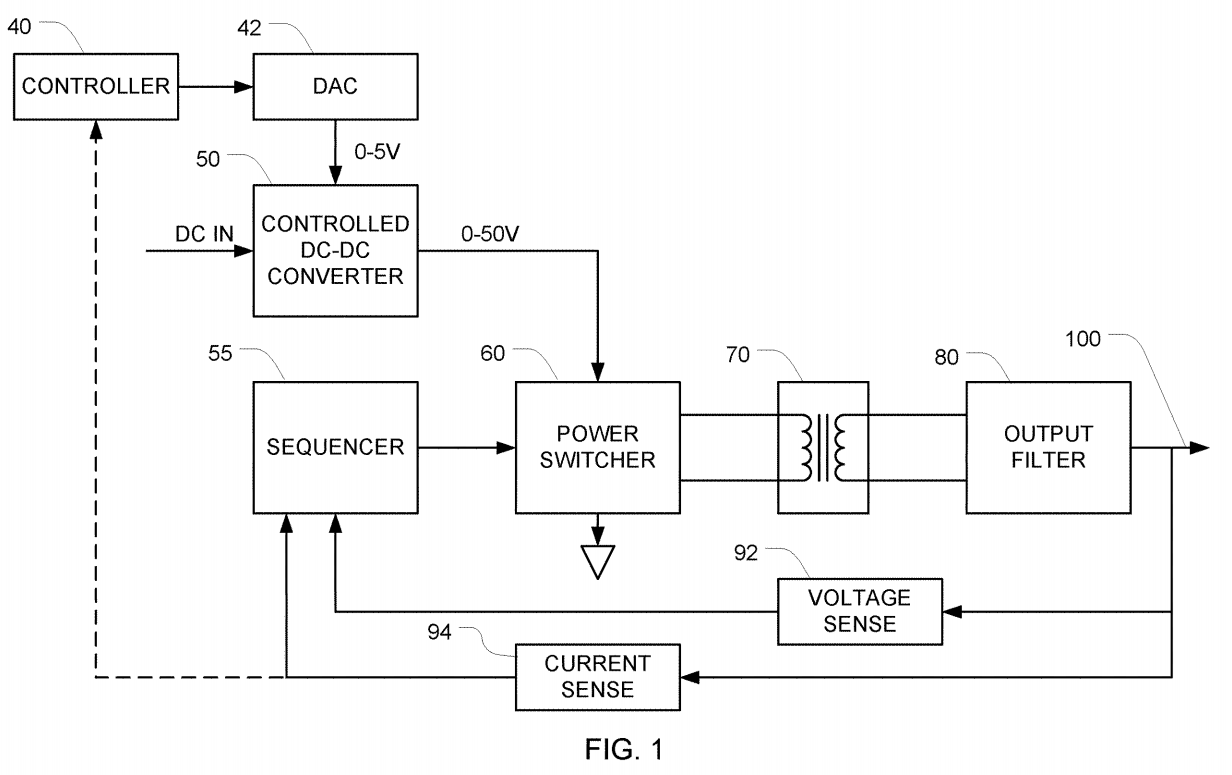 40
42
CONTROLLER
DAC
0-5V
50
DC IN
CONTROLLED
DC-DC
CONVERTER
0-50V
55
60
70
80
100
SEQUENCER
POWER
SWITCHER
OUTPUT
FILTER
92
VOLTAGE
SENSE
94
CURRENT
SENSE
FIG. 1